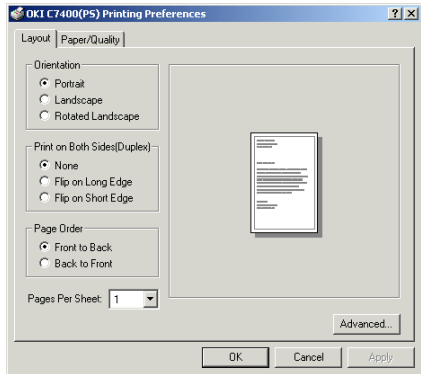 OKI C7400(PS) Printing Preferences
Layout
Paper/Quality
Orientation
Portrait
Landscape
Rotated Landscape
Print on Both Sides(Duplex)
None
Flip on Long Edge
Flip on Short Edge
Page Order
Front to Back
Back to Front
Pages Per Sheet: 1
Advanced...
OK
Cancel
Apply